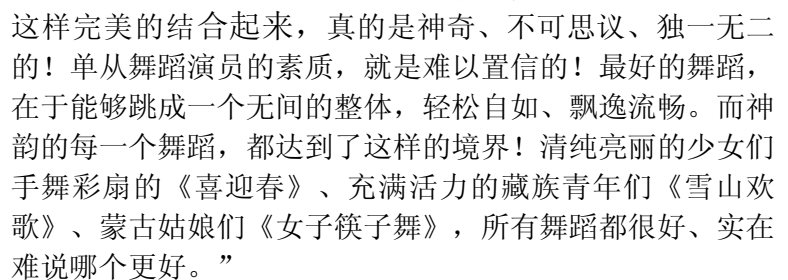 这样完美的结合起来，真的是神奇、不可思议、独一无二
的！单从舞蹈演员的素质，就是难以置信的！最好的舞蹈，
在于能够跳成一个无间的整体，轻松自如、飘逸流畅。而神
韵的每一个舞蹈，都达到了这样的境界！清纯亮丽的少女们
手舞彩扇的《喜迎春》、充满活力的藏族青年们《雪山欢
歌》、蒙古姑娘们《女子筷子舞》，所有舞蹈都很好、实在
难说哪个更好。”